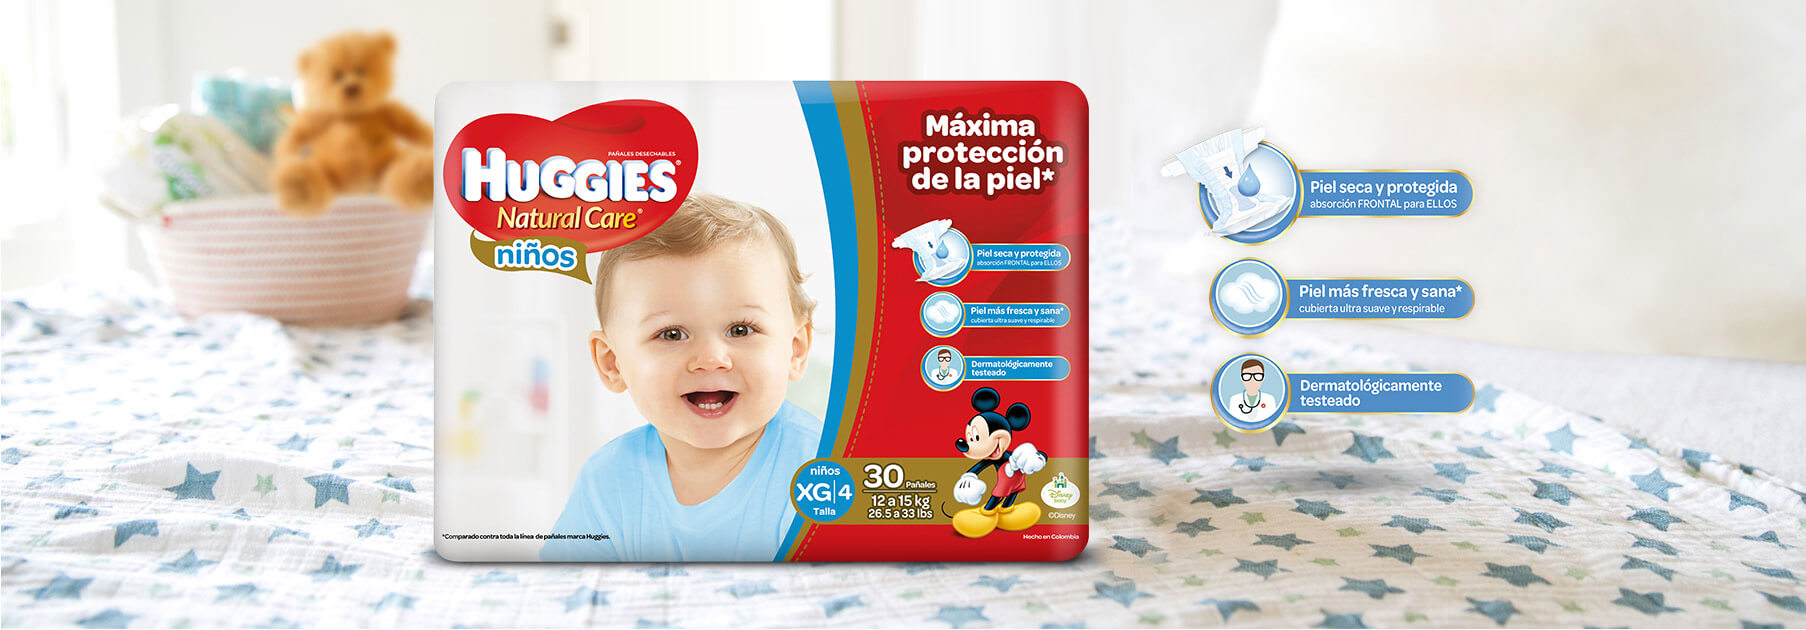 PAÑALES DESECHABLES
HUGGIES®
Natural Care®
niños
Máxima
protección
de la piel*
Piel seca y protegida
absorción FRONTAL para ELLOS
Piel más fresca y sana*
cubierta ultra suave y respirable
Dermatológicamente
testeado
niños
XG|4
Talla
30 Pañales
12 a 15 kg
26.5 a 33 lbs
Disney
baby
©Disney
*Comparado contra toda la línea de pañales marca Huggies.
Hecho en Colombia
Piel seca y protegida
absorción FRONTAL para ELLOS
Piel más fresca y sana*
cubierta ultra suave y respirable
Dermatológicamente
testeado